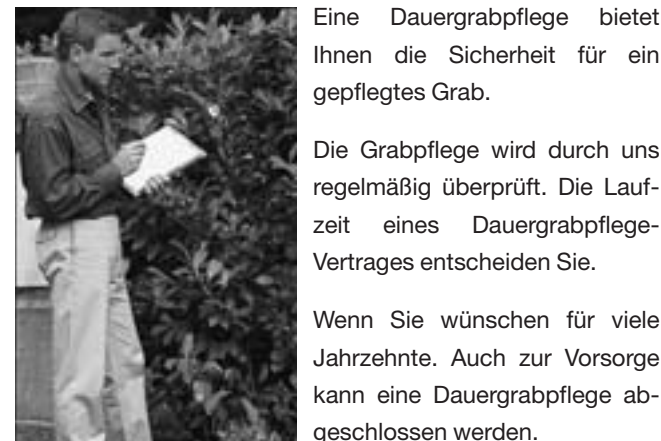 Eine Dauergrabpflege bietet
Ihnen die Sicherheit für ein
gepflegtes Grab.
Die Grabpflege wird durch uns
regelmäßig überprüft. Die Lauf-
zeit eines Dauergrabpflege-
Vertrages entscheiden Sie.
Wenn Sie wünschen für viele
Jahrzehnte. Auch zur Vorsorge
kann eine Dauergrabpflege ab-
geschlossen werden.